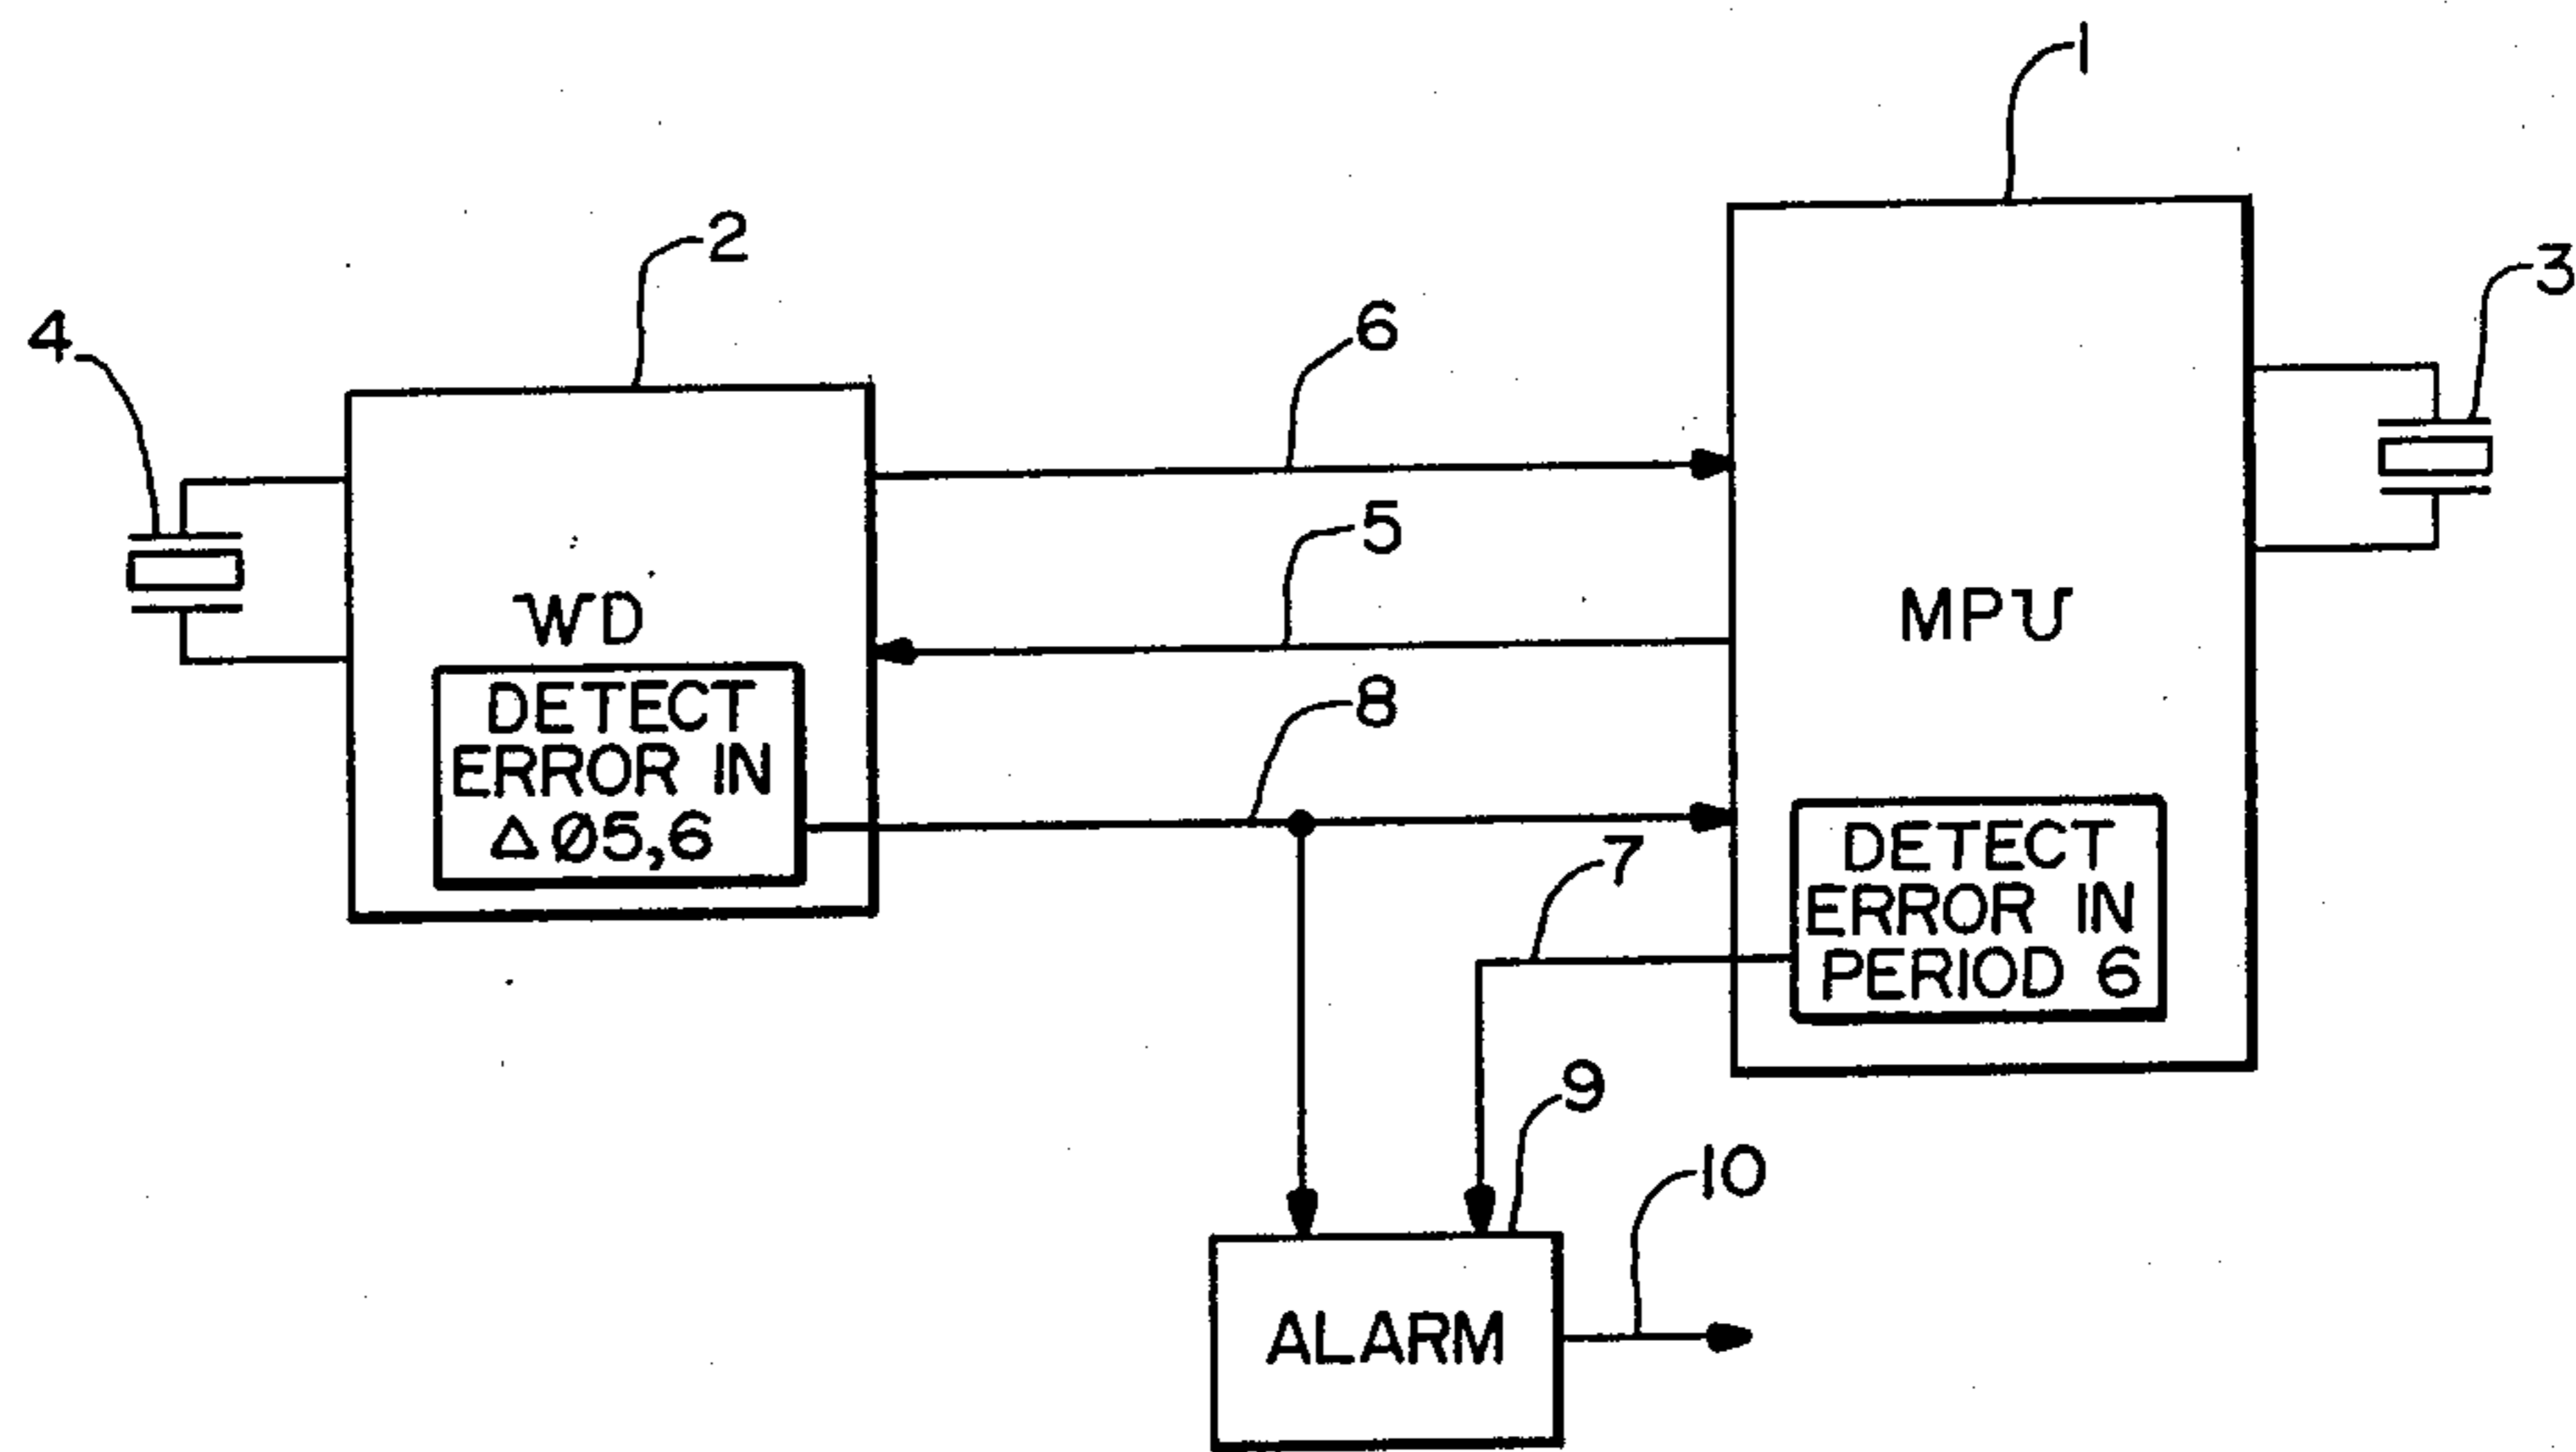 1
2
3
4
6
5
WD
MPU
DETECT
ERROR IN
Δ Ø5,6
8
DETECT
ERROR IN
PERIOD 6
7
9
10
ALARM